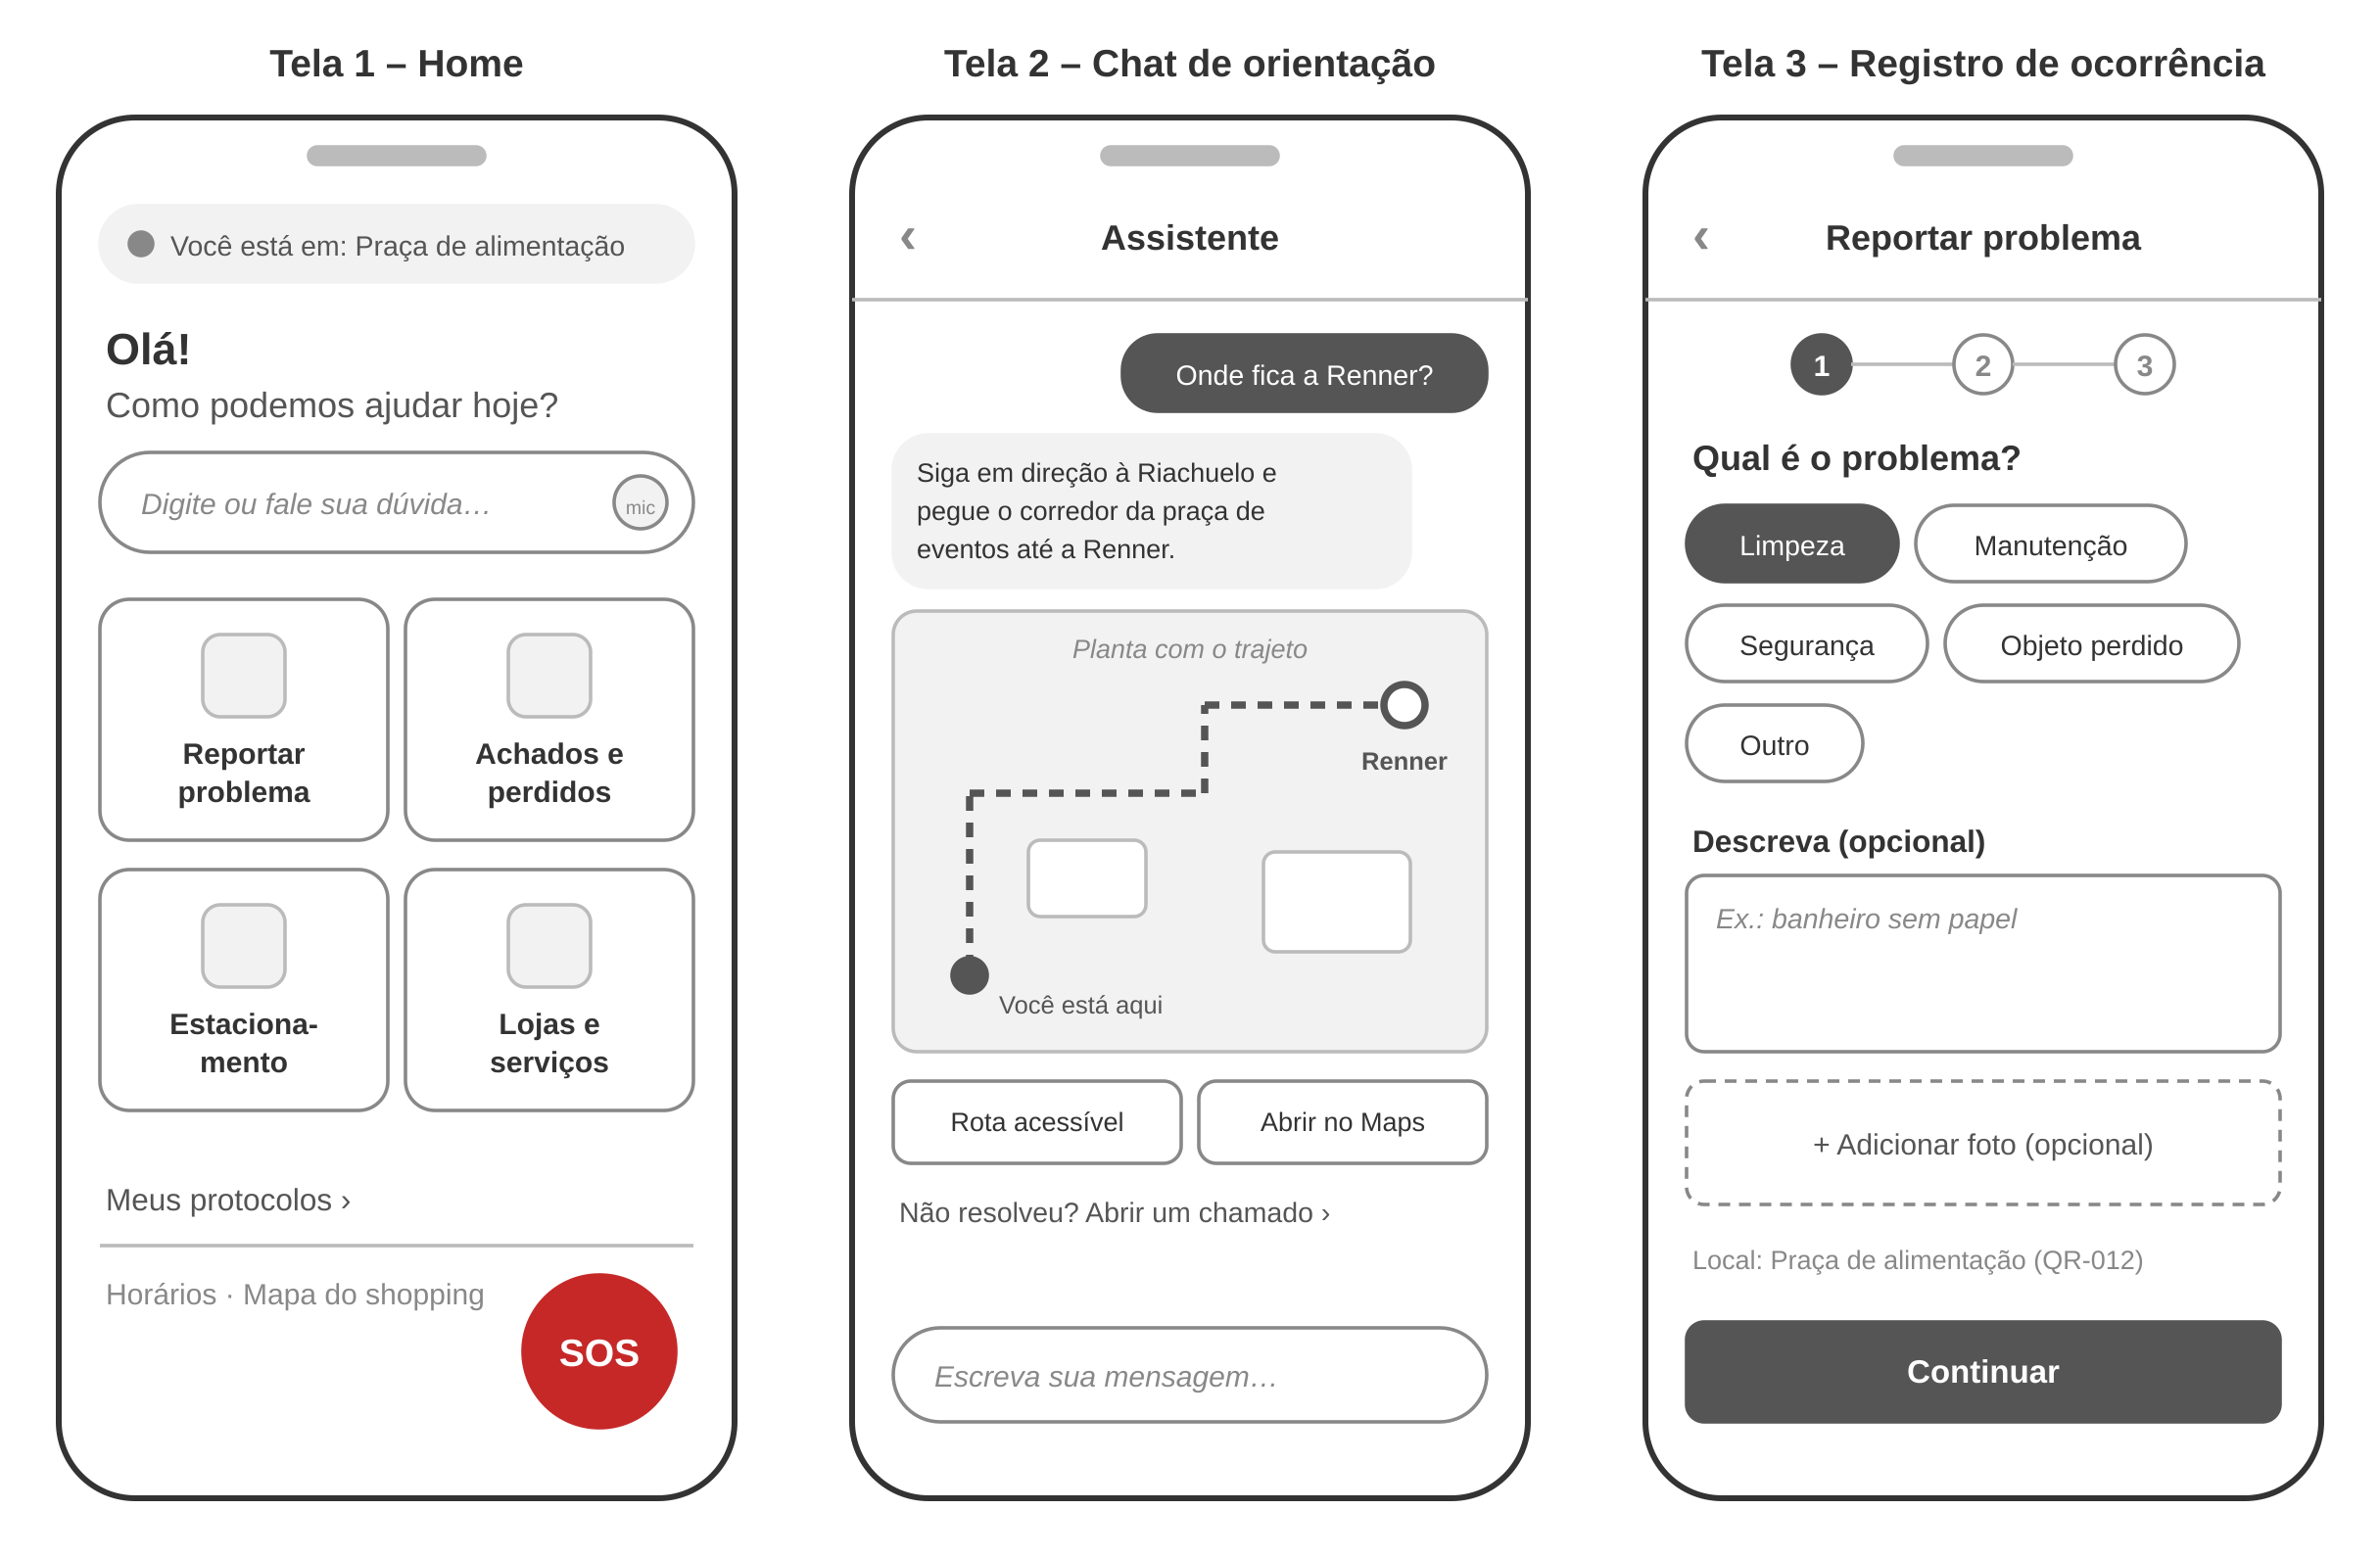 Tela 1 – Home
Você está em: Praça de alimentação
Olá!
Como podemos ajudar hoje?
Digite ou fale sua dúvida…
mic
Reportar
problema
Achados e
perdidos
Estaciona-
mento
Lojas e
serviços
Meus protocolos ›
Horários · Mapa do shopping
SOS
Tela 2 – Chat de orientação
‹
Assistente
Onde fica a Renner?
Siga em direção à Riachuelo e
pegue o corredor da praça de
eventos até a Renner.
Planta com o trajeto
Renner
Você está aqui
Rota acessível
Abrir no Maps
Não resolveu? Abrir um chamado ›
Escreva sua mensagem…
Tela 3 – Registro de ocorrência
‹
Reportar problema
1
2
3
Qual é o problema?
Limpeza
Manutenção
Segurança
Objeto perdido
Outro
Descreva (opcional)
Ex.: banheiro sem papel
+ Adicionar foto (opcional)
Local: Praça de alimentação (QR-012)
Continuar